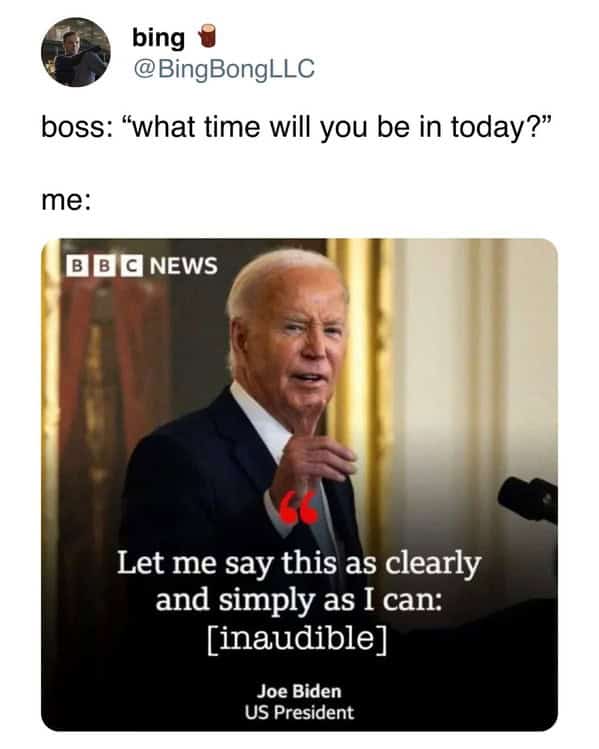 bing
@BingBongLLC
boss: “what time will you be in today?”
me:
BBC NEWS
“
Let me say this as clearly
and simply as I can:
[inaudible]
Joe Biden
US President